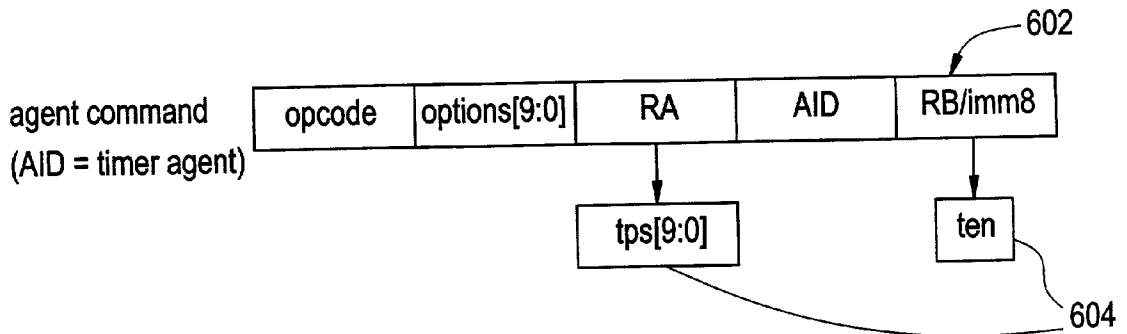 602
agent command
(AID = timer agent)
opcode options[9:0] RA AID RB/imm8
tps[9:0] ten
604